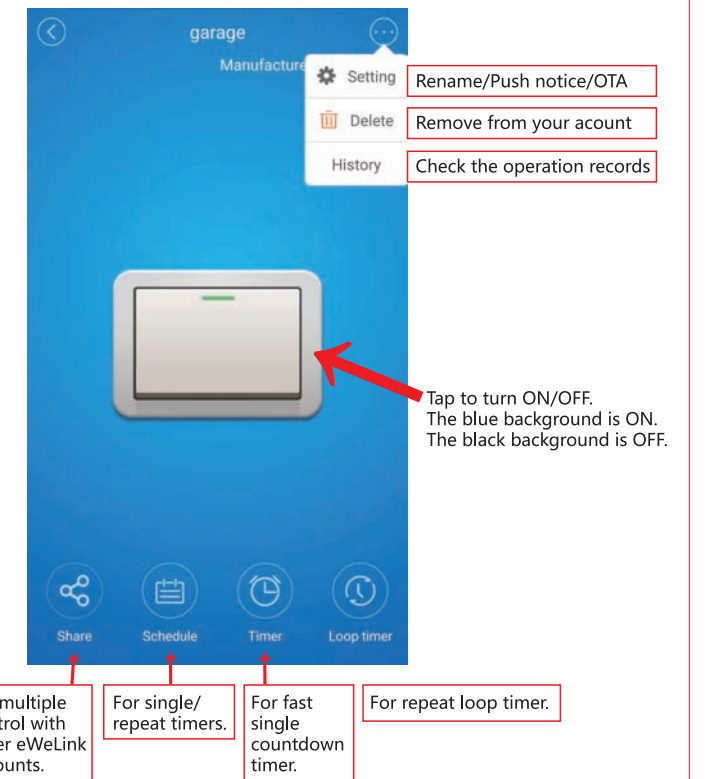 garage
Manufacture
Setting
Rename/Push notice/OTA
Delete
Remove from your acount
History
Check the operation records
Tap to turn ON/OFF.
The blue background is ON.
The black background is OFF.
Share
Schedule
Timer
Loop timer
multiple
trol with
er eWeLink
ounts.
For single/
repeat timers.
For fast
single
countdown
timer.
For repeat loop timer.